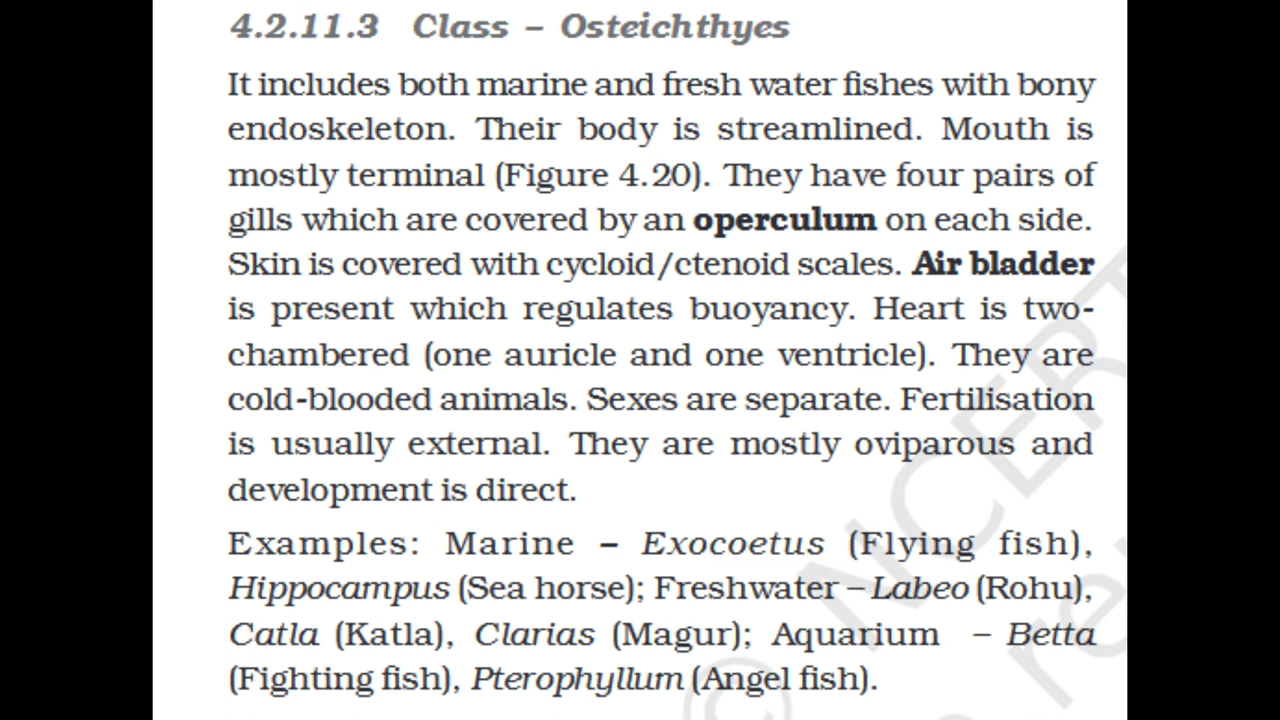 4.2.11.3 Class – Osteichthyes
It includes both marine and fresh water fishes with bony
endoskeleton. Their body is streamlined. Mouth is
mostly terminal (Figure 4.20). They have four pairs of
gills which are covered by an operculum on each side.
Skin is covered with cycloid/ctenoid scales. Air bladder
is present which regulates buoyancy. Heart is two-
chambered (one auricle and one ventricle). They are
cold-blooded animals. Sexes are separate. Fertilisation
is usually external. They are mostly oviparous and
development is direct.
Examples: Marine – Exocoetus (Flying fish),
Hippocampus (Sea horse); Freshwater – Labeo (Rohu),
Catla (Katla), Clarias (Magur); Aquarium – Betta
(Fighting fish), Pterophyllum (Angel fish).
© NCERT